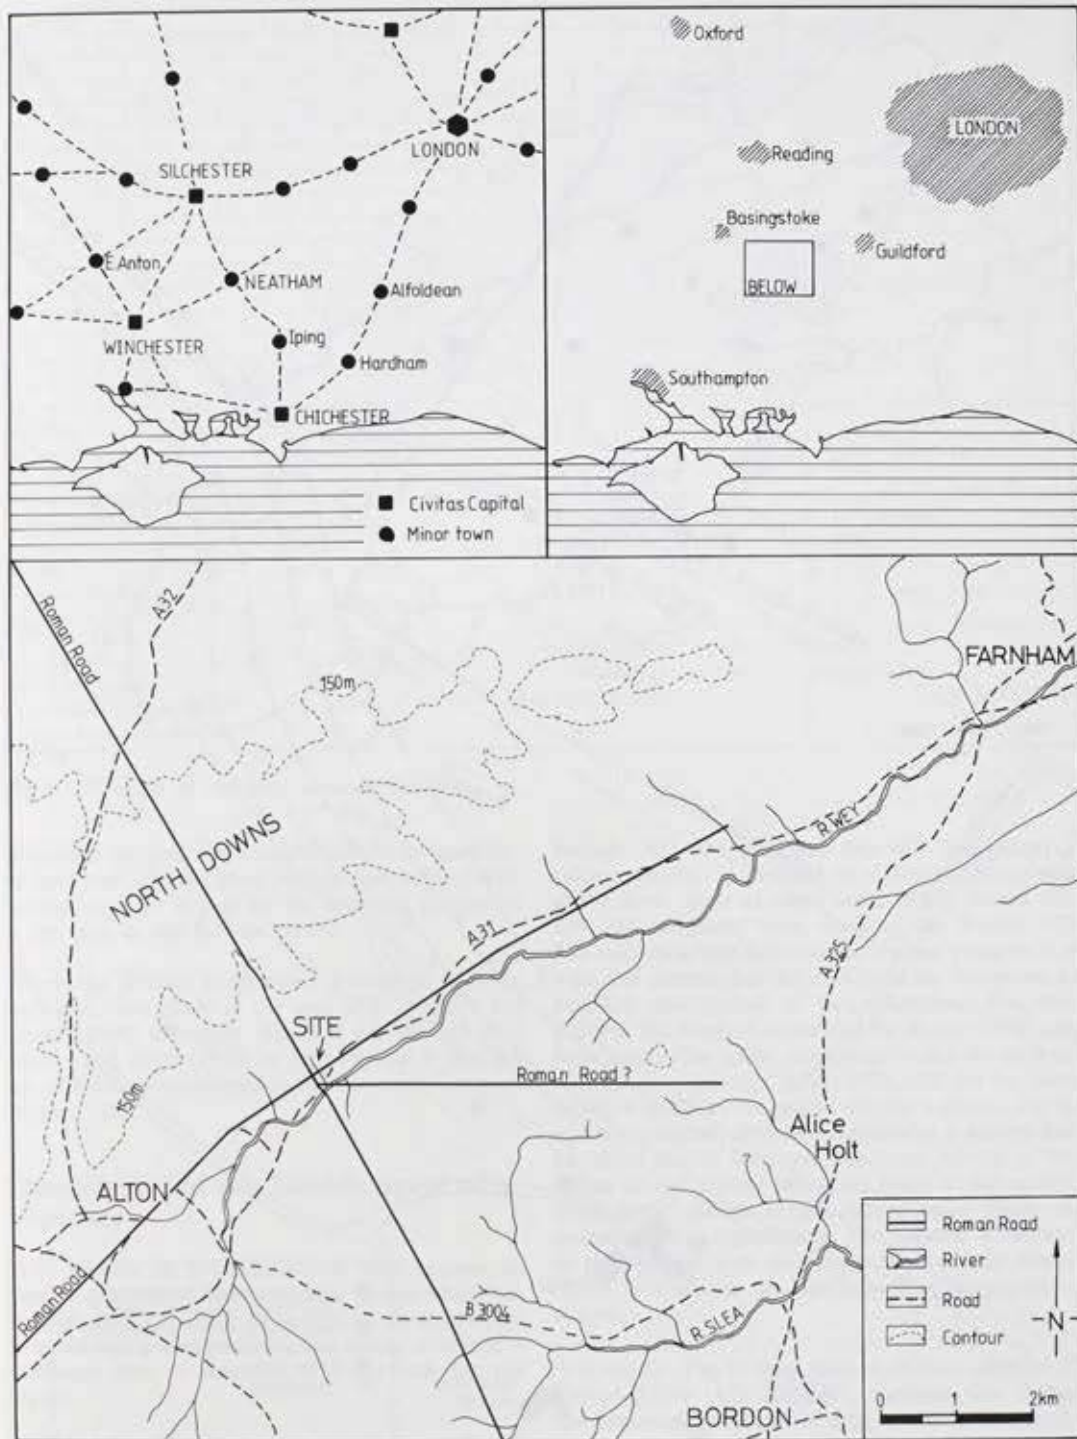 LONDON
SILCHESTER
E.Anton
NEATHAM
Alfoldean
WINCHESTER
Iping
Hardham
CHICHESTER
Civitas Capital
Minor town
Oxford
LONDON
Reading
Basingstoke
Guildford
BELOW
Southampton
Roman Road
A32
FARNHAM
150m
R WEY
NORTH DOWNS
A31
A325
SITE
Roman Road ?
150m
Alice
Holt
?
ALTON
Roman Road
B 3004
R SLEA
BORDON
Roman Road
River
Road
Contour
N
0 1 2km